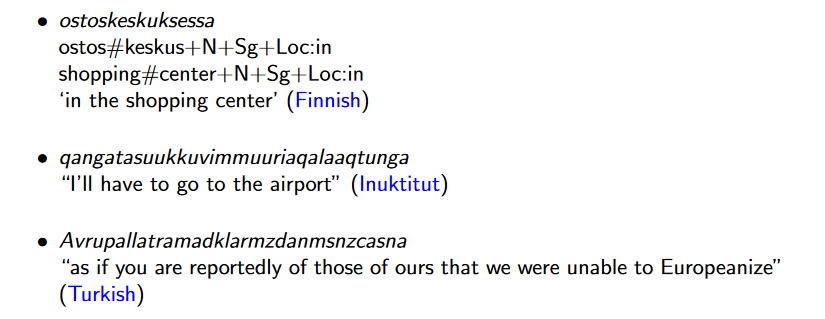 • ostoskeskuksessa
ostos#keskus+N+Sg+Loc:in
shopping#center+N+Sg+Loc:in
‘in the shopping center’ (Finnish)
• qangatasuukkuvimmuuriaqalaaqtunga
“I’ll have to go to the airport” (Inuktitut)
• Avrupallatramadklarmzdanmsnzcasna
“as if you are reportedly of those of ours that we were unable to Europeanize”
(Turkish)